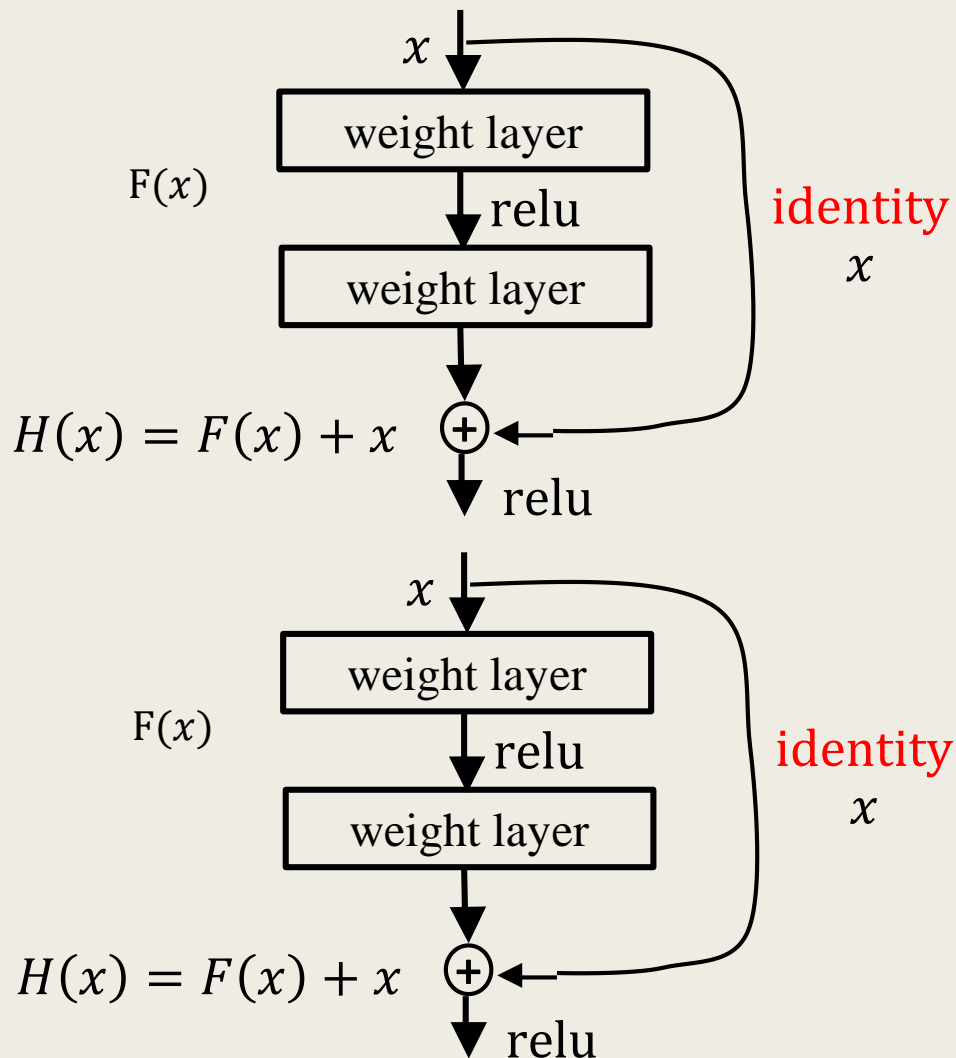 x
weight layer
F(x)
relu
identity
x
weight layer
H(x) = F(x) + x
+
relu
x
weight layer
F(x)
relu
identity
x
weight layer
H(x) = F(x) + x
+
relu